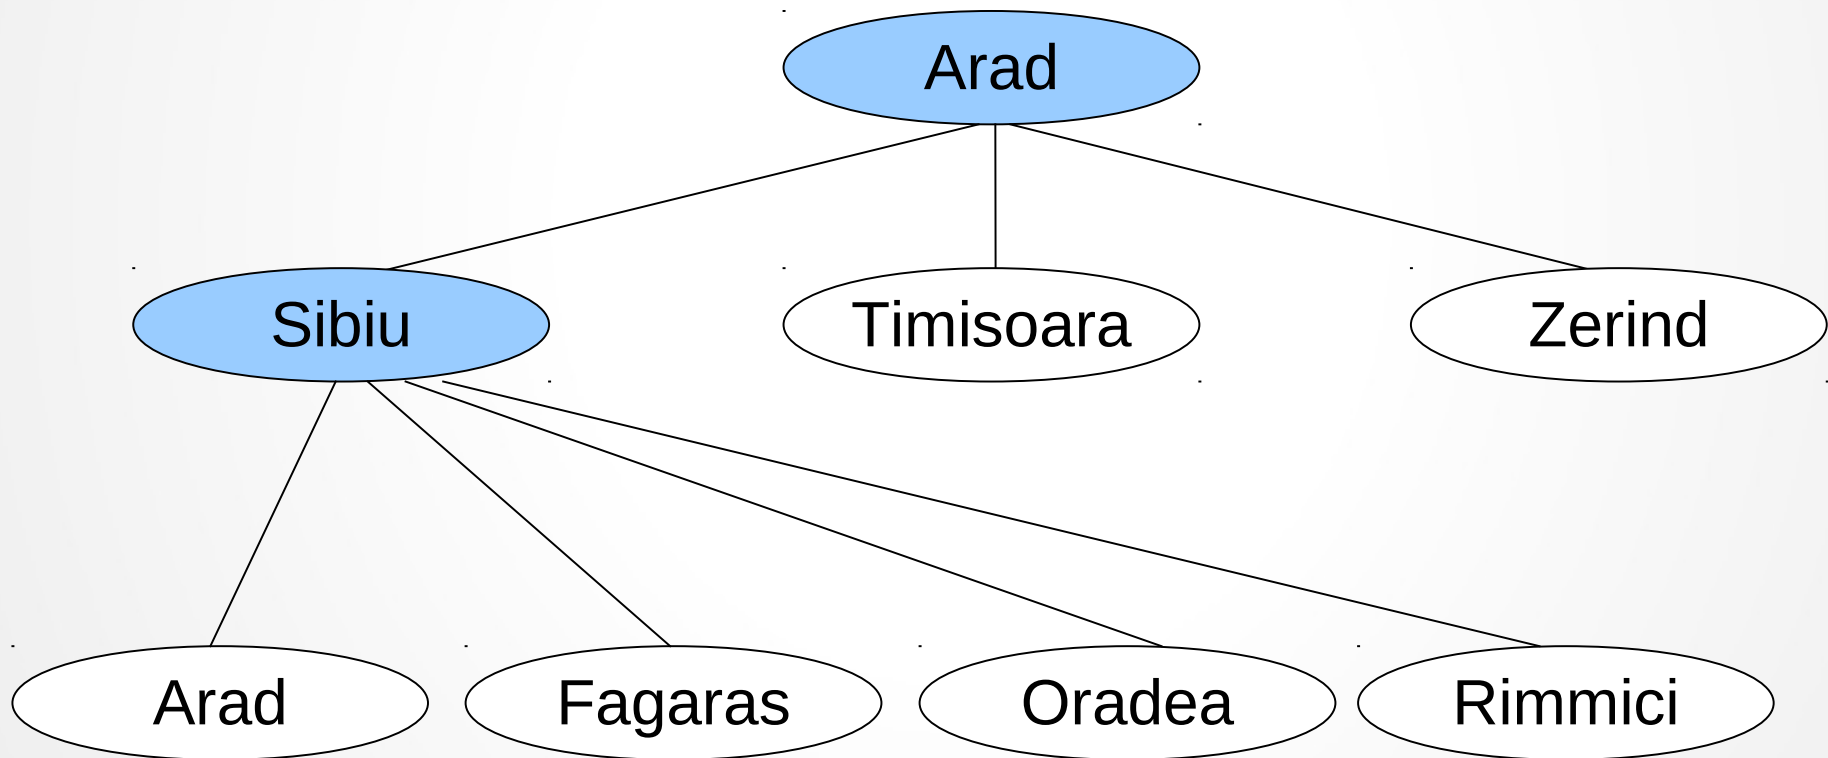 Arad
Sibiu
Timisoara
Zerind
Arad
Fagaras
Oradea
Rimmici